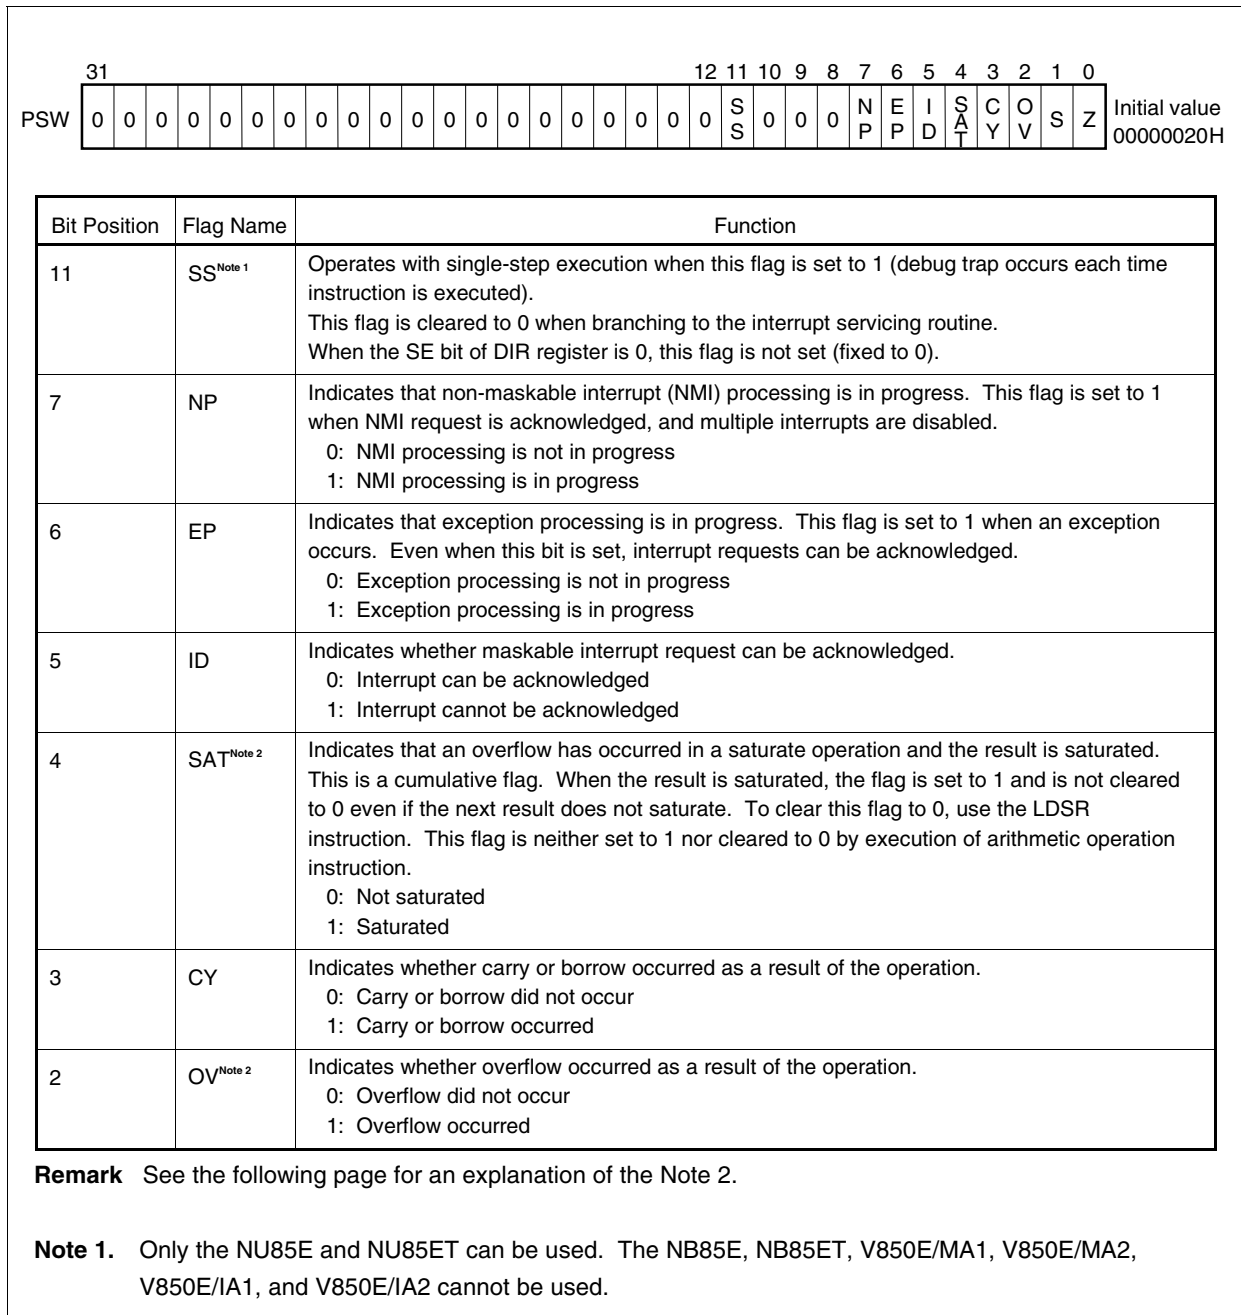 31 12 11 10 9 8 7 6 5 4 3 2 1 0
PSW 0 0 0 0 0 0 0 0 0 0 0 0 0 0 0 0 0 0 0 0 SS 0 0 0 NP EP ID SAT CY OV S Z Initial value
00000020H
Bit Position Flag Name Function
11 SSNote 1 Operates with single-step execution when this flag is set to 1 (debug trap occurs each time
instruction is executed).
This flag is cleared to 0 when branching to the interrupt servicing routine.
When the SE bit of DIR register is 0, this flag is not set (fixed to 0).
7 NP Indicates that non-maskable interrupt (NMI) processing is in progress. This flag is set to 1
when NMI request is acknowledged, and multiple interrupts are disabled.
0: NMI processing is not in progress
1: NMI processing is in progress
6 EP Indicates that exception processing is in progress. This flag is set to 1 when an exception
occurs. Even when this bit is set, interrupt requests can be acknowledged.
0: Exception processing is not in progress
1: Exception processing is in progress
5 ID Indicates whether maskable interrupt request can be acknowledged.
0: Interrupt can be acknowledged
1: Interrupt cannot be acknowledged
4 SATNote 2 Indicates that an overflow has occurred in a saturate operation and the result is saturated.
This is a cumulative flag. When the result is saturated, the flag is set to 1 and is not cleared
to 0 even if the next result does not saturate. To clear this flag to 0, use the LDSR
instruction. This flag is neither set to 1 nor cleared to 0 by execution of arithmetic operation
instruction.
0: Not saturated
1: Saturated
3 CY Indicates whether carry or borrow occurred as a result of the operation.
0: Carry or borrow did not occur
1: Carry or borrow occurred
2 OVNote 2 Indicates whether overflow occurred as a result of the operation.
0: Overflow did not occur
1: Overflow occurred
Remark See the following page for an explanation of the Note 2.
Note 1. Only the NU85E and NU85ET can be used. The NB85E, NB85ET, V850E/MA1, V850E/MA2,
V850E/IA1, and V850E/IA2 cannot be used.